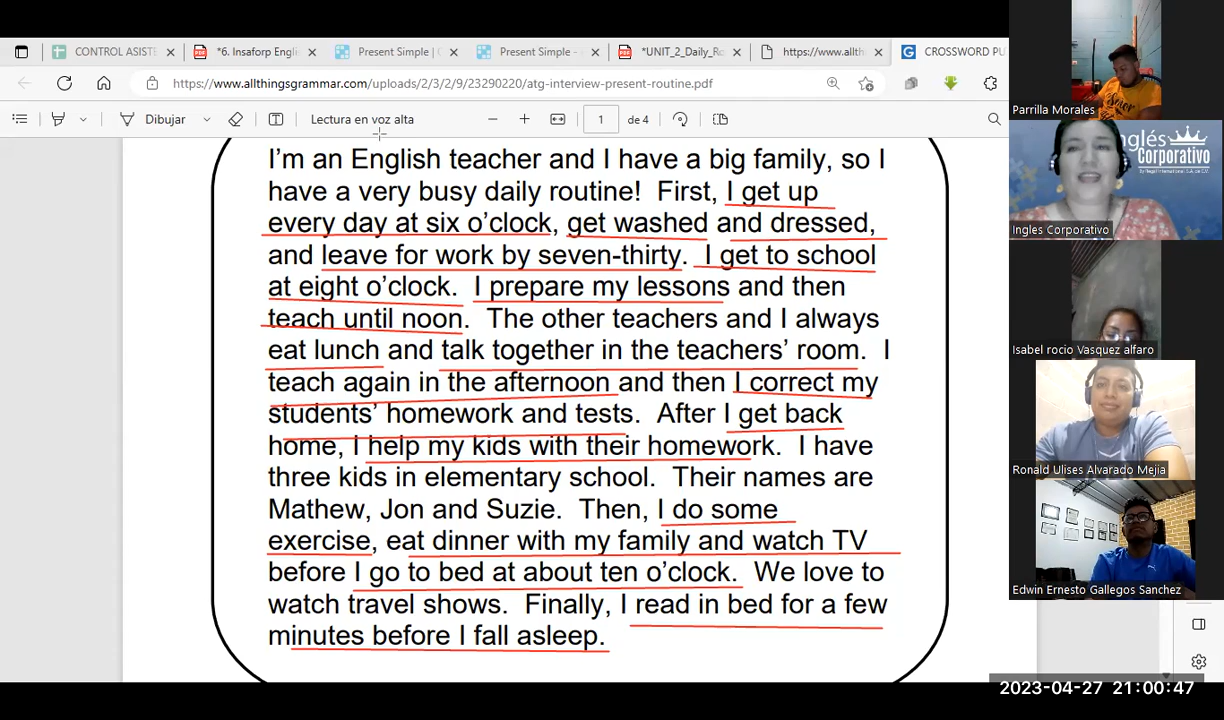 CONTROL ASISTE
*6. Insaforp Engli
Present Simple | G
Present Simple -
*UNIT_2_Daily_Ro
https://www.allth
CROSSWORD PU
https://www.allthingsgrammar.com/uploads/2/3/2/9/23290220/atg-interview-present-routine.pdf
Dibujar
Lectura en voz alta
1 de 4
I'm an English teacher and I have a big family, so I
have a very busy daily routine! First, I get up
every day at six o'clock, get washed and dressed,
and leave for work by seven-thirty. I get to school
at eight o'clock. I prepare my lessons and then
teach until noon. The other teachers and I always
eat lunch and talk together in the teachers' room. I
teach again in the afternoon and then I correct my
students' homework and tests. After I get back
home, I help my kids with their homework. I have
three kids in elementary school. Their names are
Mathew, Jon and Suzie. Then, I do some
exercise, eat dinner with my family and watch TV
before I go to bed at about ten o'clock. We love to
watch travel shows. Finally, I read in bed for a few
minutes before I fall asleep.
Parrilla Morales
Inglés
Corporativo
Ingles Corporativo
Isabel rocio Vasquez alfaro
Ronald Ulises Alvarado Mejia
Edwin Ernesto Gallegos Sanchez
2023-04-27 21:00:47